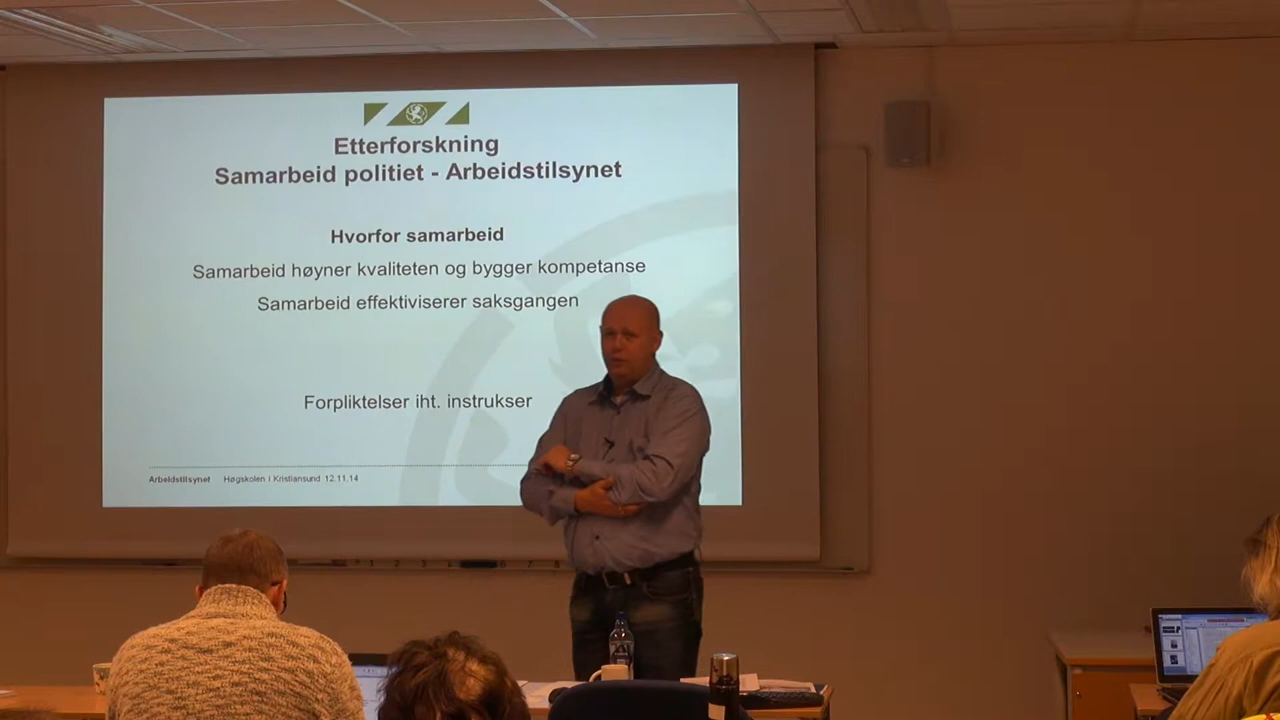 Etterforskning
Samarbeid politiet - Arbeidstilsynet
Hvorfor samarbeid
Samarbeid høyner kvaliteten og bygger kompetanse
Samarbeid effektiviserer saksgangen
Forpliktelser iht. instrukser
Arbeidstilsynet Høgskolen i Kristiansund 12.11.14